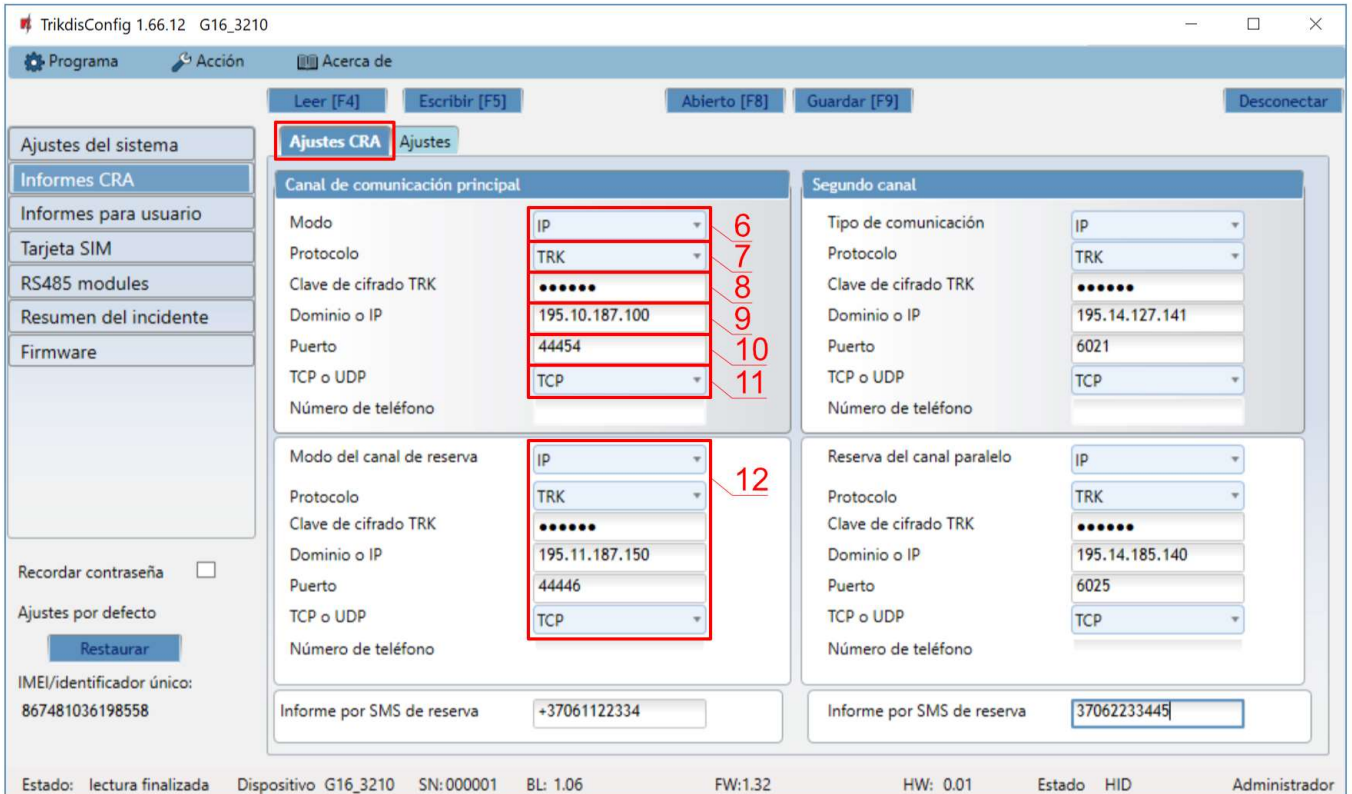 TrikdisConfig 1.66.12 G16_3210
Programa Acción Acerca de
Leer [F4] Escribir [F5] Abierto [F8] Guardar [F9] Desconectar
Ajustes del sistema
Informes CRA
Informes para usuario
Tarjeta SIM
RS485 modules
Resumen del incidente
Firmware
Recordar contraseña
Ajustes por defecto
Restaurar
IMEI/identificador único:
867481036198558
Ajustes CRA Ajustes
Canal de comunicación principal
Modo IP 6
Protocolo TRK 7
Clave de cifrado TRK •••••• 8
Dominio o IP 195.10.187.100 9
Puerto 44454 10
TCP o UDP TCP 11
Número de teléfono
Modo del canal de reserva IP 12
Protocolo TRK
Clave de cifrado TRK ••••••
Dominio o IP 195.11.187.150
Puerto 44446
TCP o UDP TCP
Número de teléfono
Informe por SMS de reserva +37061122334
Segundo canal
Tipo de comunicación IP
Protocolo TRK
Clave de cifrado TRK ••••••
Dominio o IP 195.14.127.141
Puerto 6021
TCP o UDP TCP
Número de teléfono
Reserva del canal paralelo IP
Protocolo TRK
Clave de cifrado TRK ••••••
Dominio o IP 195.14.185.140
Puerto 6025
TCP o UDP TCP
Número de teléfono
Informe por SMS de reserva 37062233445
Estado: lectura finalizada Dispositivo G16_3210 SN:000001 BL: 1.06 FW:1.32 HW: 0.01 Estado HID Administrador